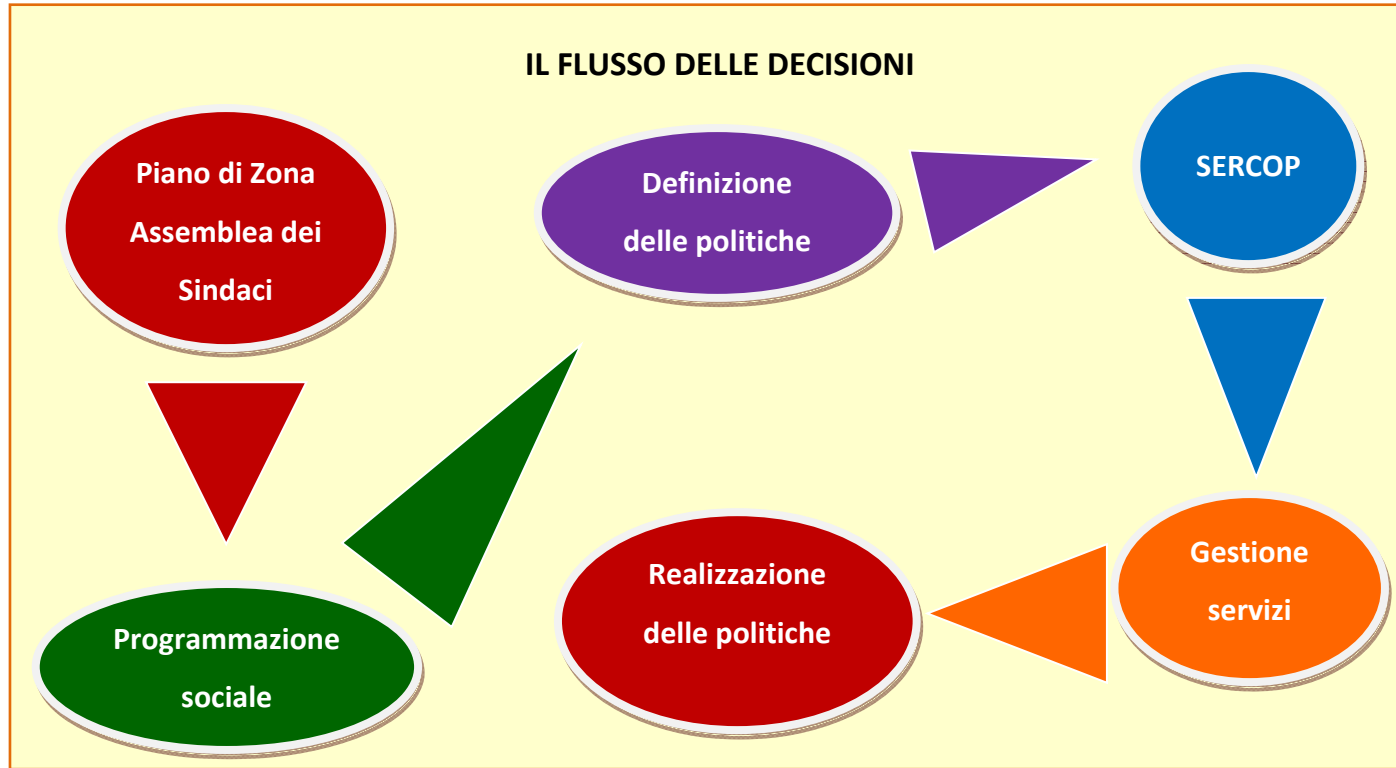 IL FLUSSO DELLE DECISIONI
Piano di Zona
Assemblea dei
Sindaci
Programmazione
sociale
Definizione
delle politiche
SERCOP
Gestione
servizi
Realizzazione
delle politiche